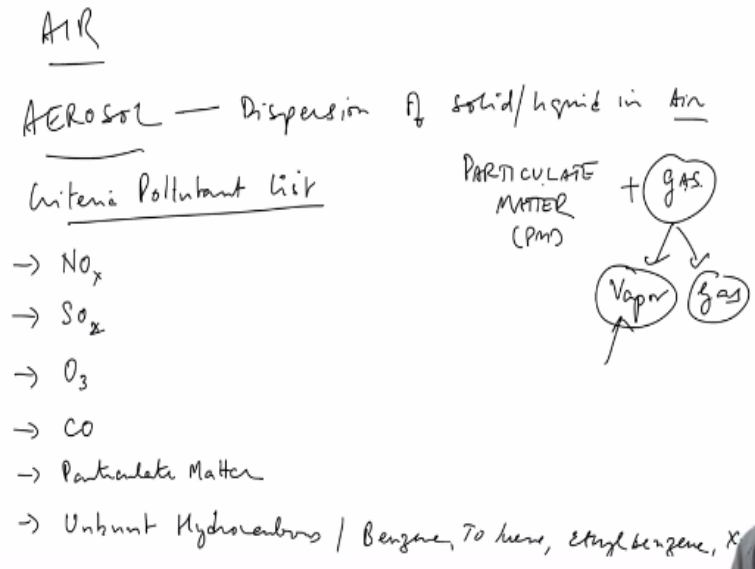 AIR
AEROSOL — Dispersion of solid/liquid in Air
Criteria Pollutant List
PARTICULATE MATTER (PM) + GAS
Vapor Gas
→ NOx
→ SOx
→ O3
→ CO
→ Particulate Matter
→ Unburnt Hydrocarbons / Benzene, Toluene, Ethylbenzene, X